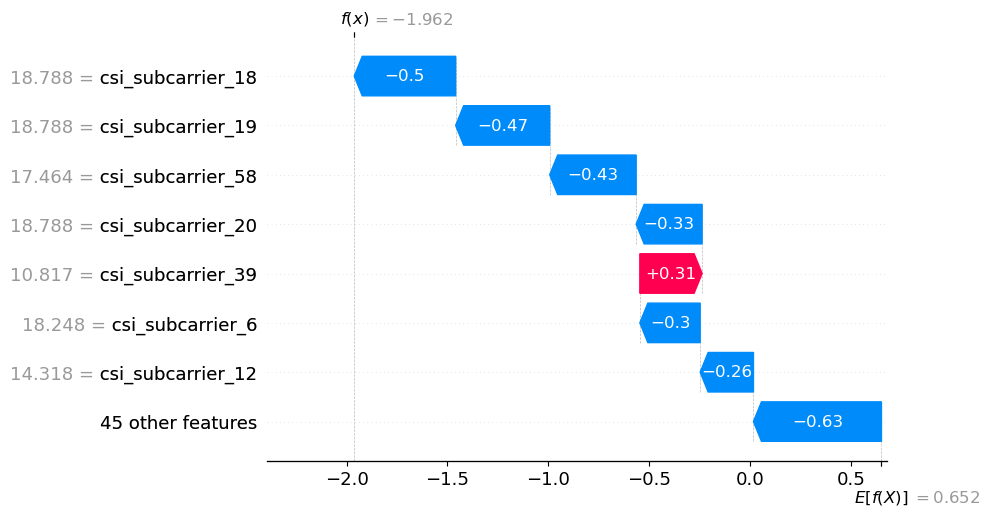 f(x) = −1.962
18.788 = csi_subcarrier_18 −0.5
18.788 = csi_subcarrier_19 −0.47
17.464 = csi_subcarrier_58 −0.43
18.788 = csi_subcarrier_20 −0.33
10.817 = csi_subcarrier_39 +0.31
18.248 = csi_subcarrier_6 −0.3
14.318 = csi_subcarrier_12 −0.26
45 other features −0.63
−2.0 −1.5 −1.0 −0.5 0.0 0.5
E[f(X)] = 0.652